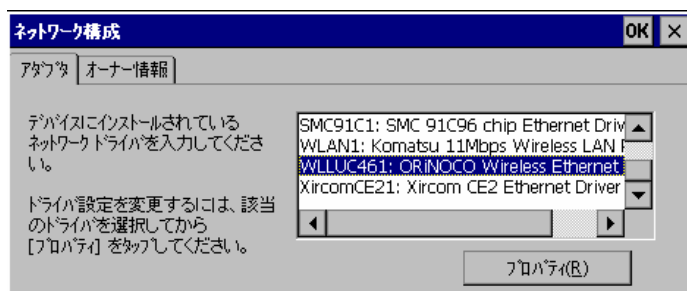 ネットワーク構成
OK ×
アダプタ オーナー情報
デバイスにインストールされている
ネットワーク ドライバを入力してくださ
い。
ドライバ設定を変更するには、該当
のドライバを選択してから
[プロパティ] をタップしてください。
SMC91C1: SMC 91C96 chip Ethernet Driv
WLAN1: Komatsu 11Mbps Wireless LAN
WLLUC461: ORiNOCO Wireless Ethernet
XircomCE21: Xircom CE2 Ethernet Driver
プロパティ(R)